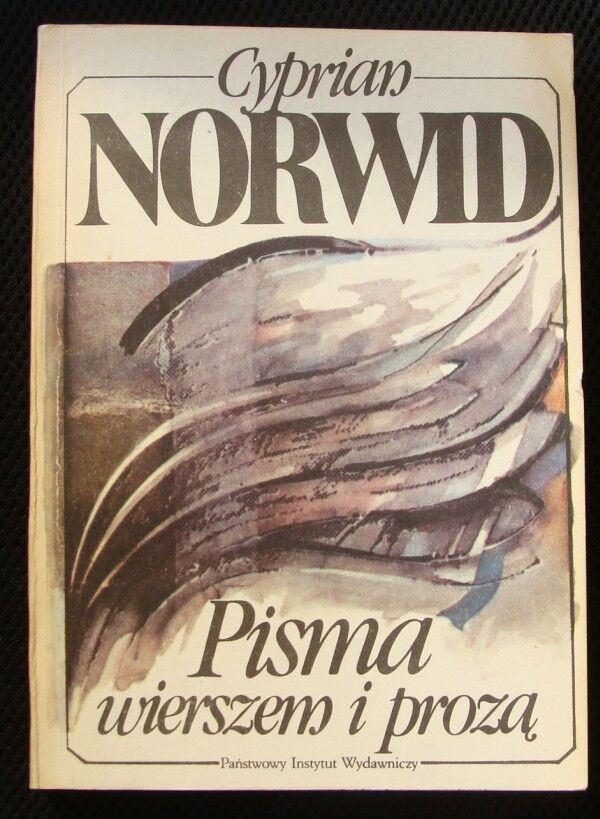 Cyprian
NORWID
Pisma
wierszem i prozą
Państwowy Instytut Wydawniczy